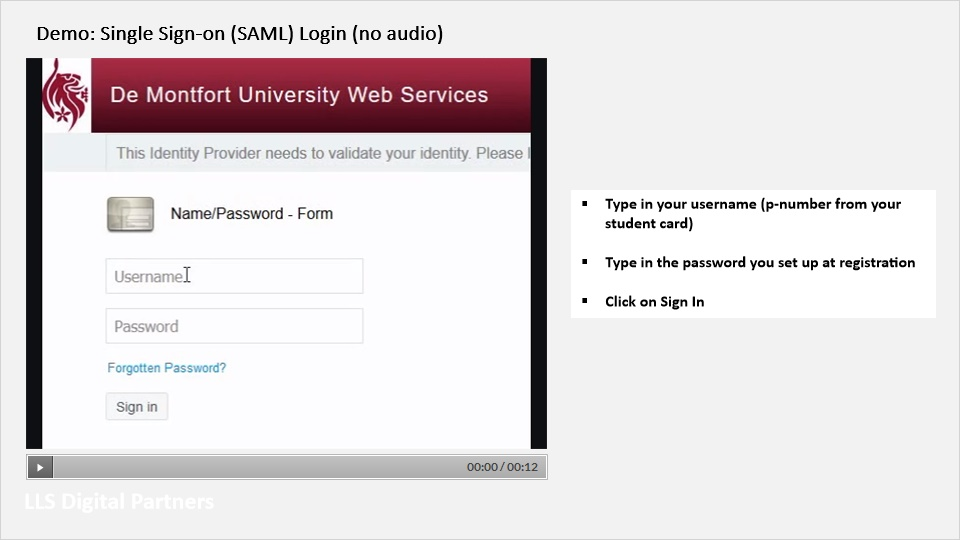 Demo: Single Sign-on (SAML) Login (no audio)
De Montfort University Web Services
This Identity Provider needs to validate your identity. Please
Name/Password - Form
Username
Password
Forgotten Password?
Sign in
00:00 / 00:12
▪ Type in your username (p-number from your
student card)
▪ Type in the password you set up at registration
▪ Click on Sign In
LLS Digital Partners